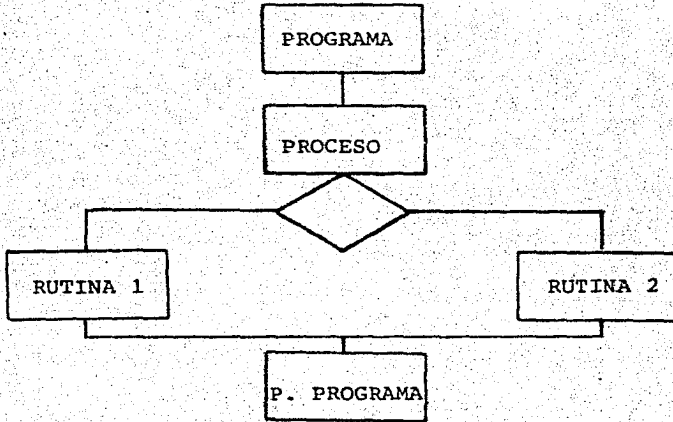 PROGRAMA
PROCESO
RUTINA 1
RUTINA 2
P. PROGRAMA